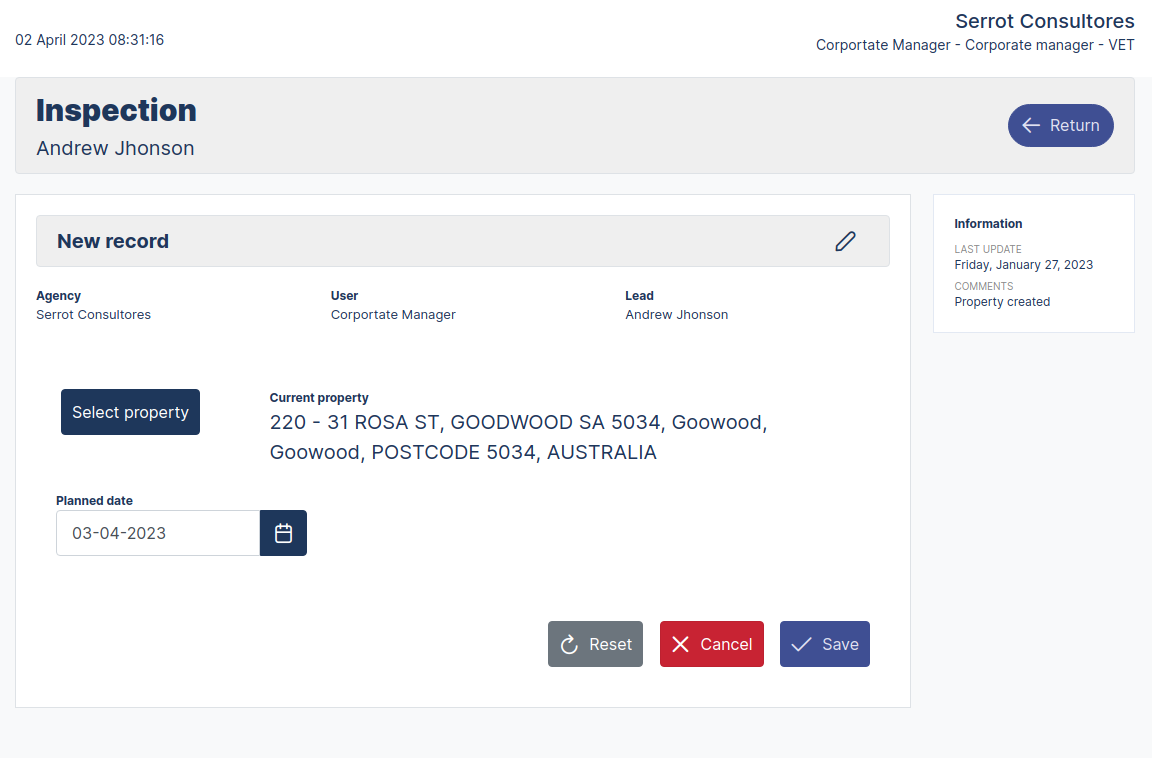 Serrot Consultores
02 April 2023 08:31:16
Corportate Manager - Corporate manager - VET
Inspection
Andrew Jhonson
Return
New record
Agency
Serrot Consultores
User
Corportate Manager
Lead
Andrew Jhonson
Select property
Current property
220 - 31 ROSA ST, GOODWOOD SA 5034, Goowood,
Goowood, POSTCODE 5034, AUSTRALIA
Planned date
03-04-2023
Reset
Cancel
Save
Information
LAST UPDATE
Friday, January 27, 2023
COMMENTS
Property created